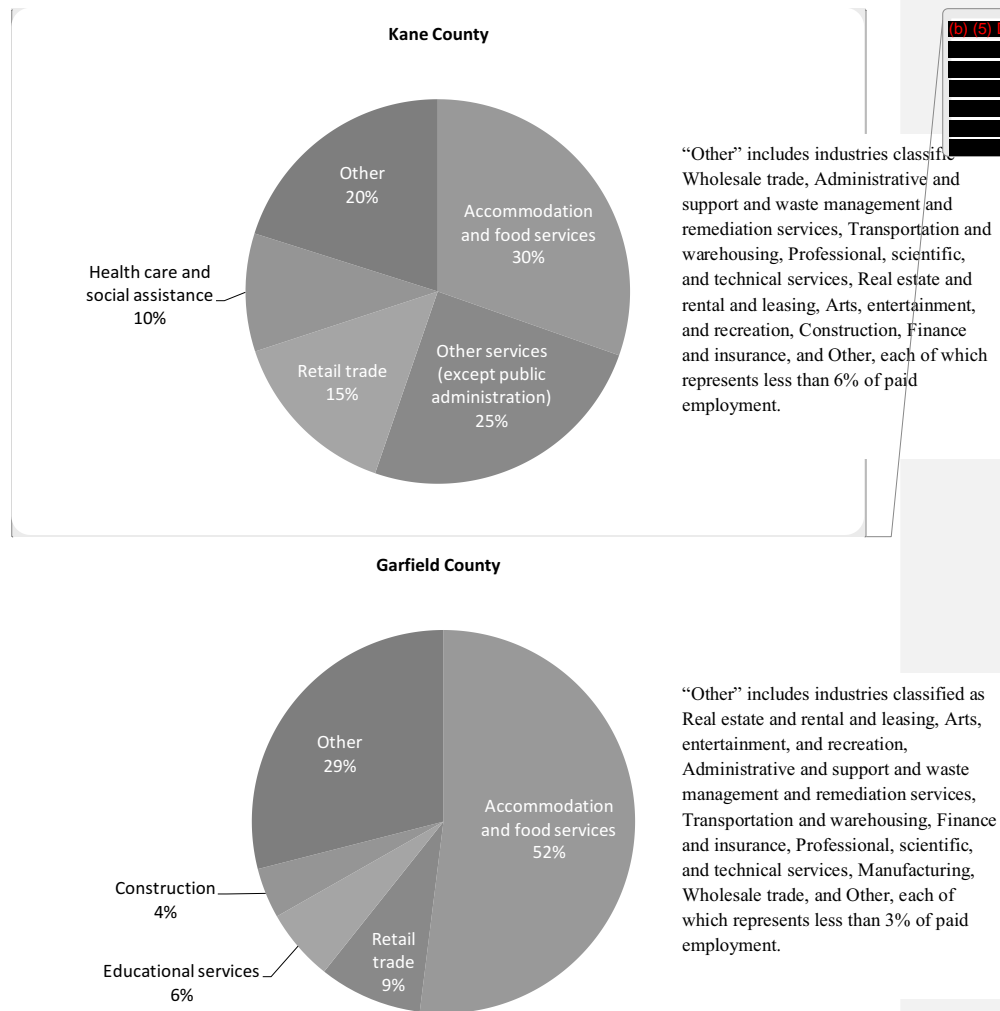 Kane County
(b) (5)
Other
20%
Accommodation
and food services
30%
Health care and
social assistance
10%
Retail trade
15%
Other services
(except public
administration)
25%
“Other” includes industries
Wholesale trade, Administrative and
support and waste management and
remediation services, Transportation and
warehousing, Professional, scientific,
and technical services, Real estate and
rental and leasing, Arts, entertainment,
and recreation, Construction, Finance
and insurance, and Other, each of which
represents less than 6% of paid
employment.
Garfield County
Other
29%
Accommodation
and food services
52%
Construction
4%
Educational services
6%
Retail
trade
9%
“Other” includes industries classified as
Real estate and rental and leasing, Arts,
entertainment, and recreation,
Administrative and support and waste
management and remediation services,
Transportation and warehousing, Finance
and insurance, Professional, scientific,
and technical services, Manufacturing,
Wholesale trade, and Other, each of
which represents less than 3% of paid
employment.